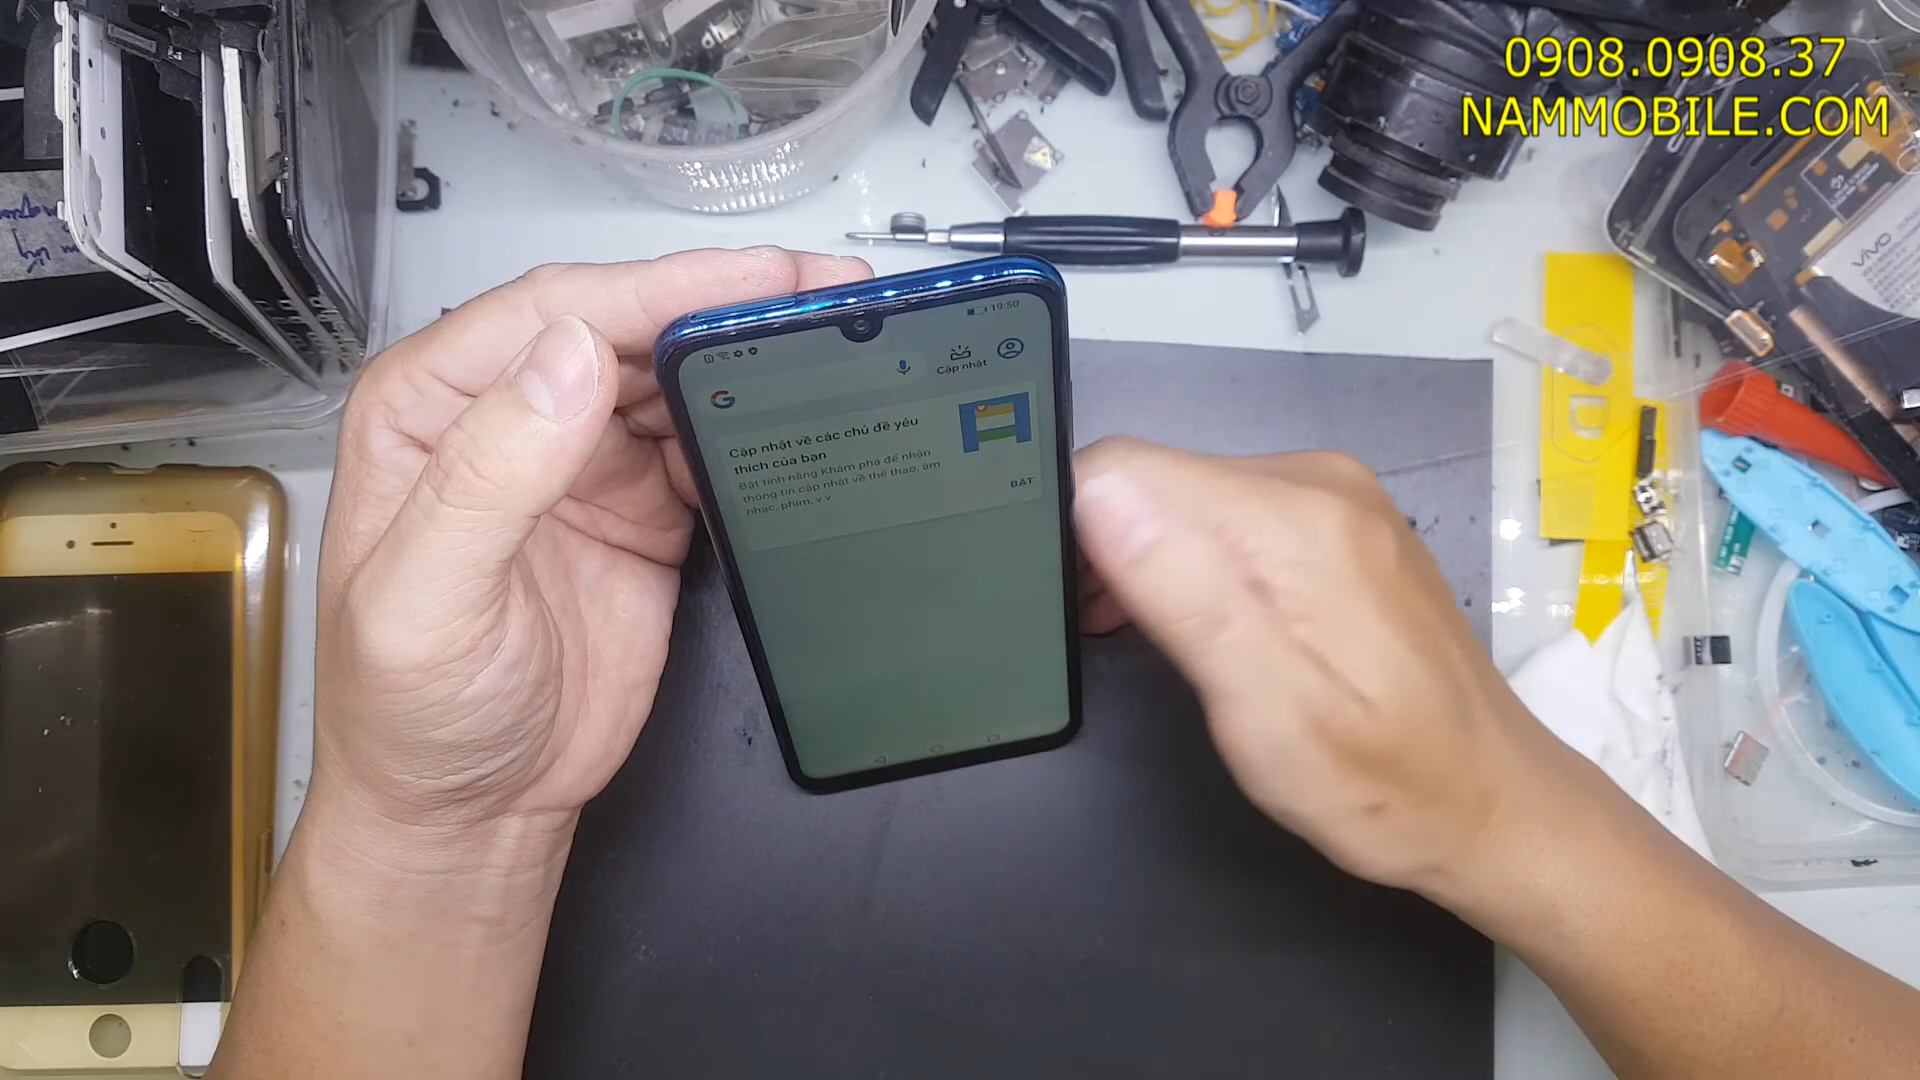 0908.0908.37
NAMMOBILE.COM
19:50
Cập nhật
Cập nhật về các chủ đề yêu
thích của bạn
Bật tính năng Khám phá để nhận
thông tin cập nhật về thể thao, âm
nhạc, phim, v.v
BẬT
vivo